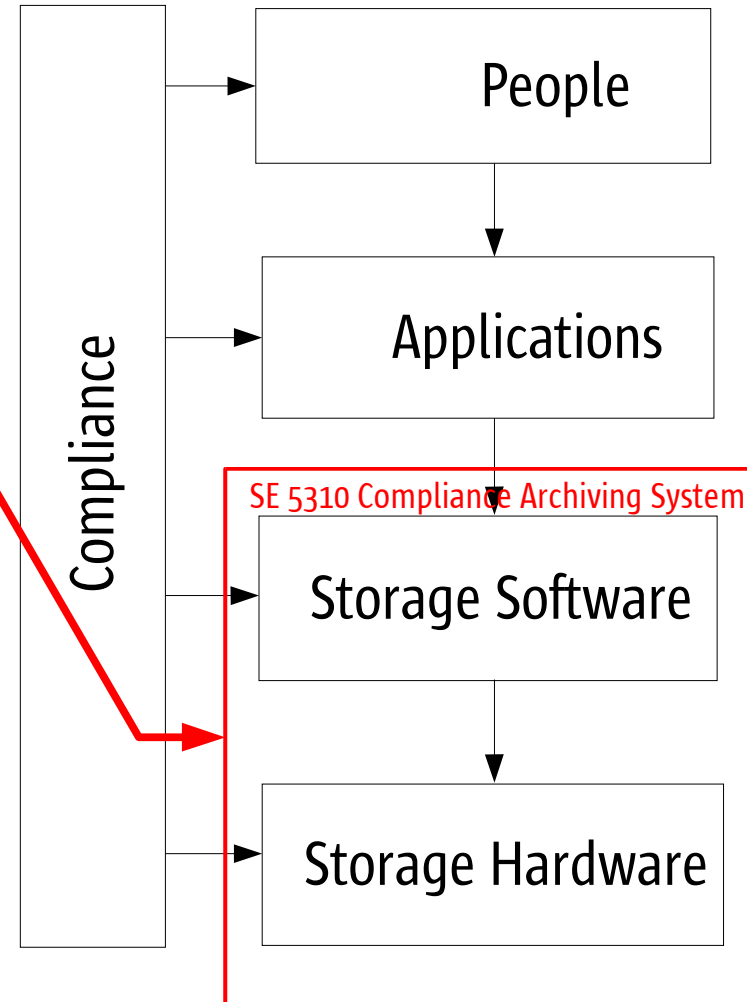 People
Applications
Compliance
SE 5310 Compliance Archiving System
Storage Software
Storage Hardware